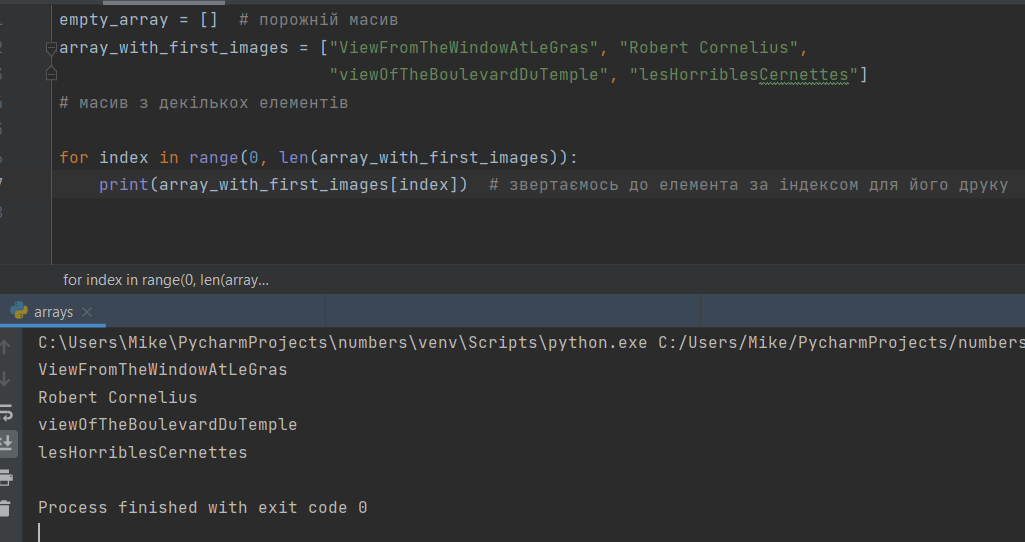 empty_array = []  # порожній масив
array_with_first_images = ["ViewFromTheWindowAtLeGras", "Robert Cornelius",
"viewOfTheBoulevardDuTemple", "lesHorriblesCernettes"]
# масив з декількох елементів
for index in range(0, len(array_with_first_images)):
print(array_with_first_images[index])  # звертаємось до елемента за індексом для його друку
for index in range(0, len(array...
arrays
C:\Users\Mike\PycharmProjects\numbers\venv\Scripts\python.exe C:/Users/Mike/PycharmProjects/numbers
ViewFromTheWindowAtLeGras
Robert Cornelius
viewOfTheBoulevardDuTemple
lesHorriblesCernettes
Process finished with exit code 0